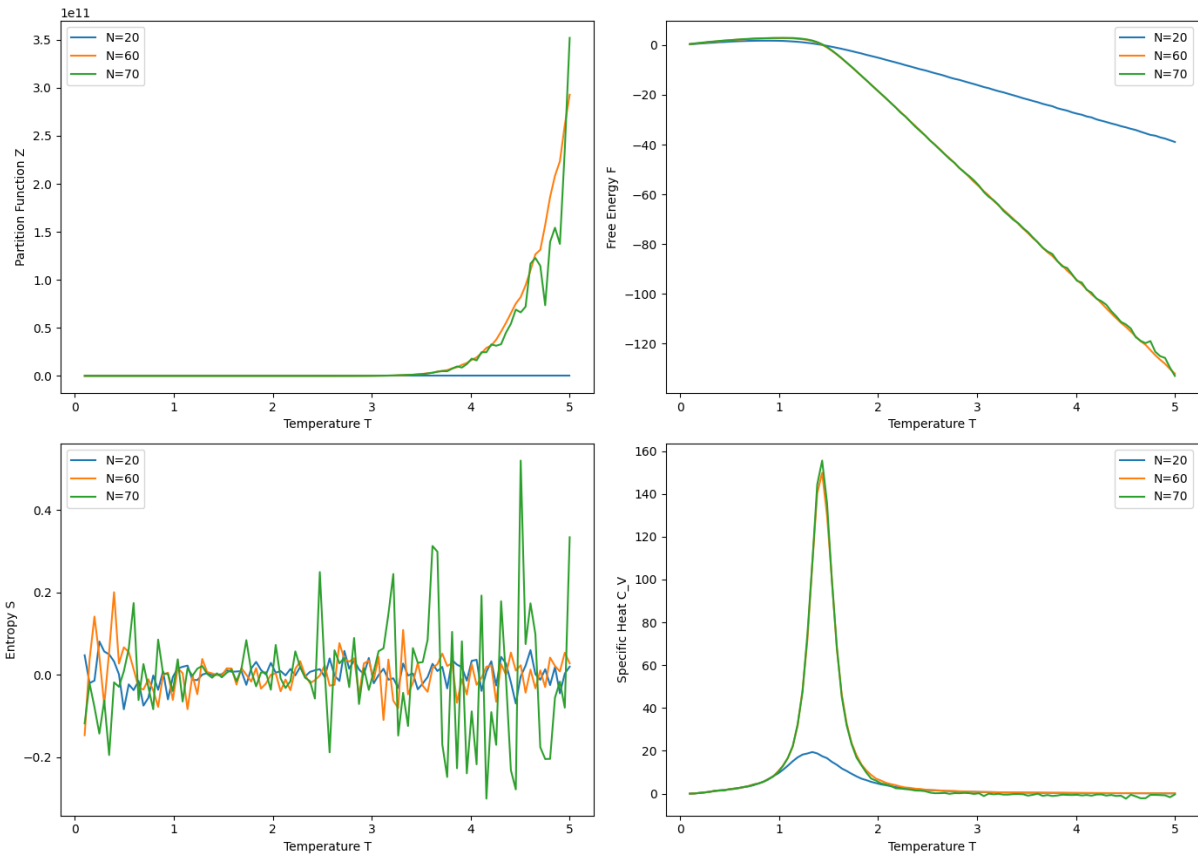 1e11
3.5
3.0
2.5
2.0
1.5
1.0
0.5
0.0
Partition Function Z
N=20
N=60
N=70
0
1
2
3
4
5
Temperature T
0
−20
−40
−60
−80
−100
−120
Free Energy F
N=20
N=60
N=70
0
1
2
3
4
5
Temperature T
0.4
0.2
0.0
−0.2
Entropy S
N=20
N=60
N=70
0
1
2
3
4
5
Temperature T
160
140
120
100
80
60
40
20
0
Specific Heat C_V
N=20
N=60
N=70
0
1
2
3
4
5
Temperature T